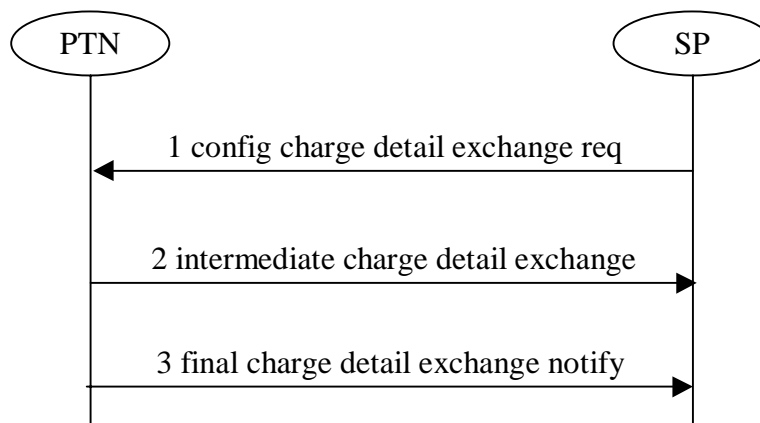 PTN
SP
1 config charge detail exchange req
2 intermediate charge detail exchange
3 final charge detail exchange notify